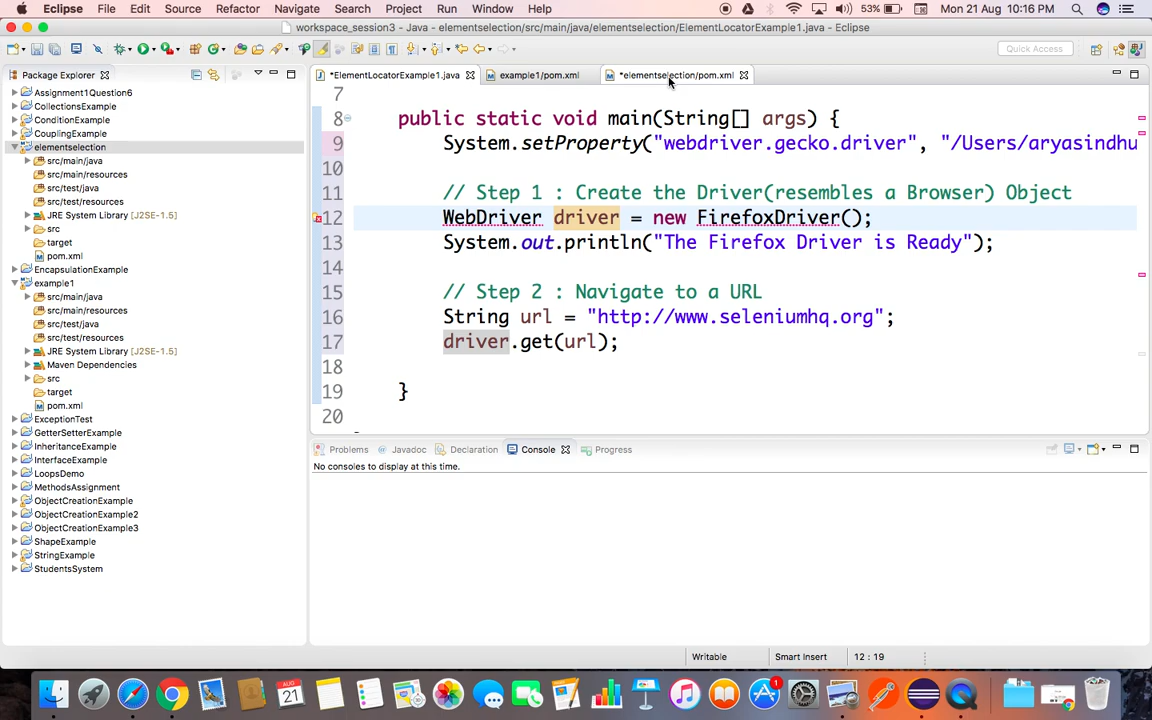 Eclipse File Edit Source Refactor Navigate Search Project Run Window Help 53% Mon 21 Aug 10:16 PM
workspace_session3 - Java - elementselection/src/main/java/elementselection/ElementLocatorExample1.java - Eclipse
Quick Access
Package Explorer
*ElementLocatorExample1.java example1/pom.xml *elementselection/pom.xml
Assignment1Question6
CollectionsExample
ConditionExample
CouplingExample
elementselection
src/main/java
src/main/resources
src/test/java
src/test/resources
JRE System Library [J2SE-1.5]
src
target
pom.xml
EncapsulationExample
example1
src/main/java
src/main/resources
src/test/java
src/test/resources
JRE System Library [J2SE-1.5]
Maven Dependencies
src
target
pom.xml
ExceptionTest
GetterSetterExample
InheritanceExample
InterfaceExample
LoopsDemo
MethodsAssignment
ObjectCreationExample
ObjectCreationExample2
ObjectCreationExample3
ShapeExample
StringExample
StudentsSystem
7
8 public static void main(String[] args) {
9 System.setProperty("webdriver.gecko.driver", "/Users/aryasindhu
10
11 // Step 1 : Create the Driver(resembles a Browser) Object
12 WebDriver driver = new FirefoxDriver();
13 System.out.println("The Firefox Driver is Ready");
14
15 // Step 2 : Navigate to a URL
16 String url = "http://www.seleniumhq.org";
17 driver.get(url);
18
19 }
20
Problems Javadoc Declaration Console Progress
No consoles to display at this time.
Writable Smart Insert 12 : 19
AUG
21
1